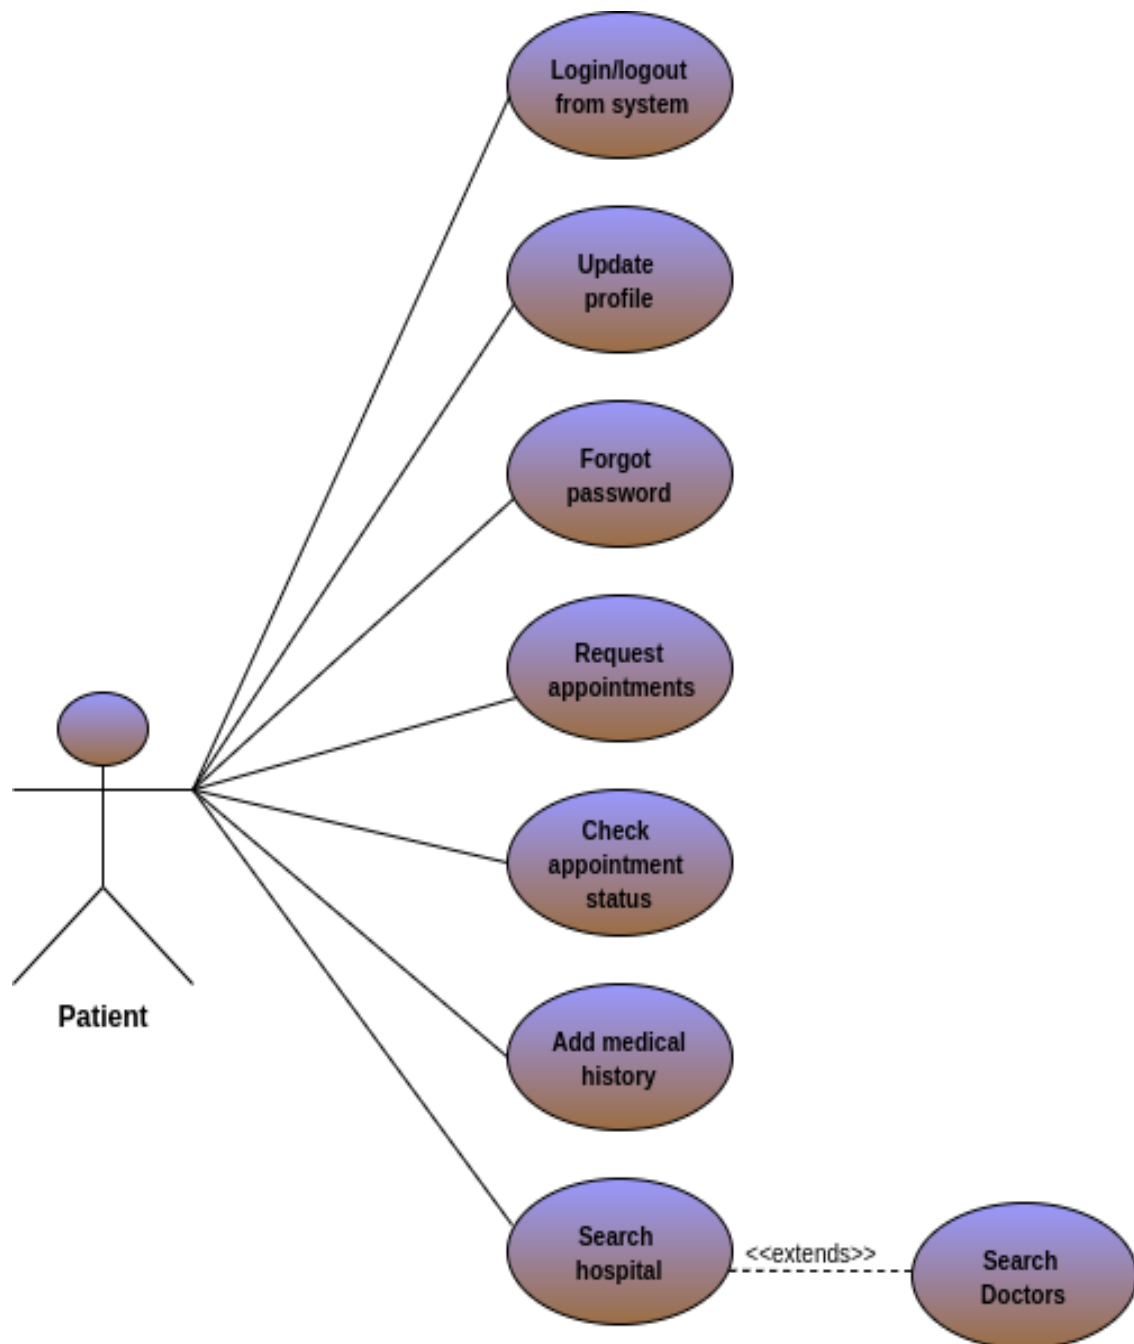 Login/logout
from system
Update
profile
Forgot
password
Request
appointments
Check
appointment
status
Patient
Add medical
history
Search
hospital
<<extends>>
Search
Doctors